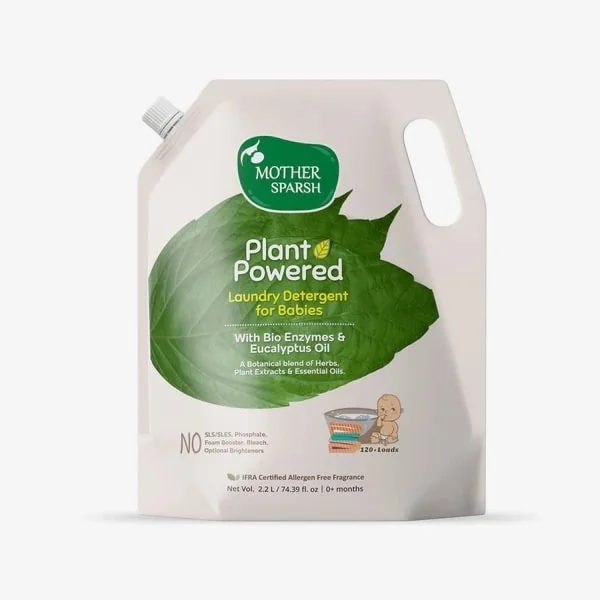 MOTHER
SPARSH
Plant
Powered
Laundry Detergent
for Babies
With Bio Enzymes &
Eucalyptus Oil
A Botanical blend of Herbs,
Plant Extracts & Essential Oils.
NO SLS/SLES, Phosphate,
Foam Booster, Bleach,
Optional Brighteners
120+Loads
IFRA Certified Allergen Free Fragrance
Net Vol. 2.2 L / 74.39 fl. oz | 0+ months